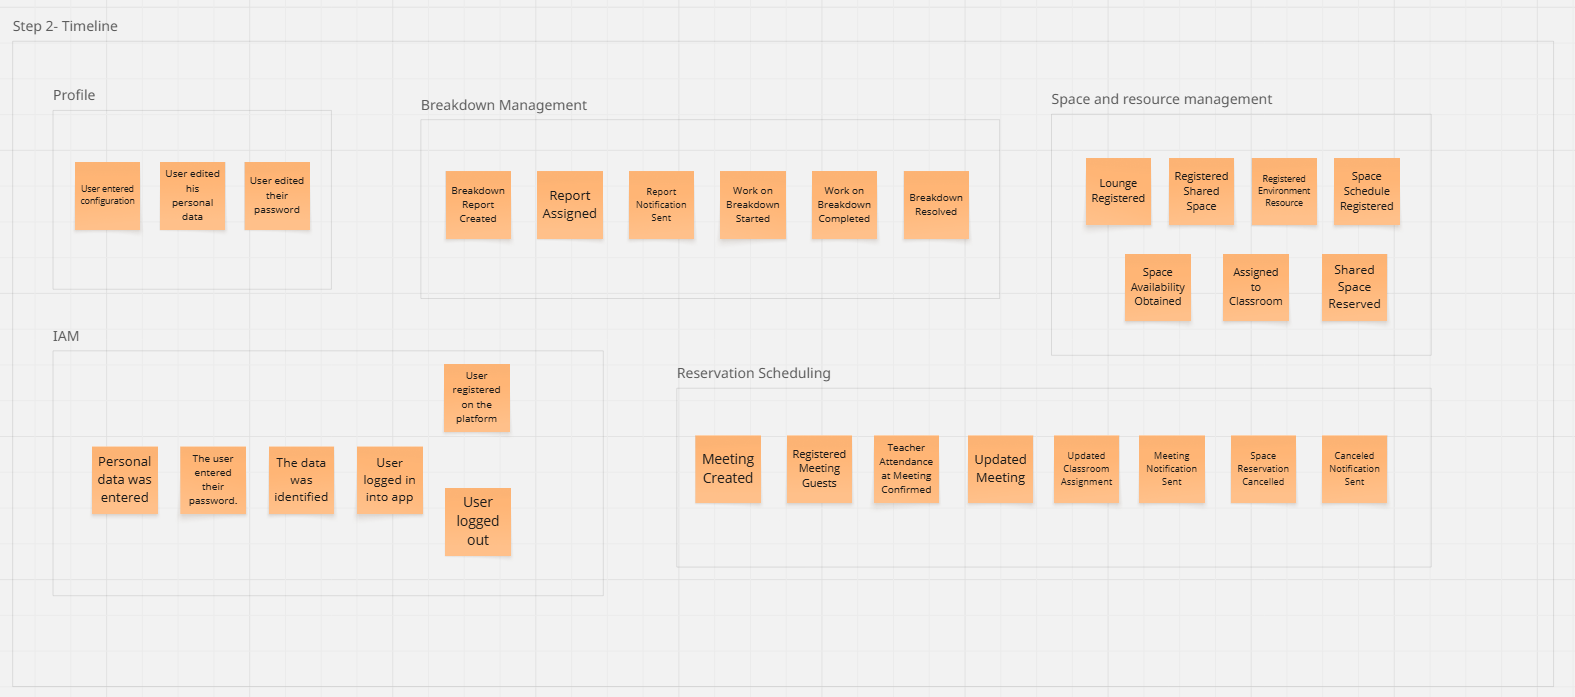 Step 2- Timeline
Profile
User entered
configuration
User edited
his
personal
data
User edited
their
password
Breakdown Management
Breakdown
Report
Created
Report
Assigned
Report
Notification
Sent
Work on
Breakdown
Started
Work on
Breakdown
Completed
Breakdown
Resolved
Space and resource management
Lounge
Registered
Registered
Shared
Space
Registered
Environment
Resource
Space
Schedule
Registered
Space
Availability
Obtained
Assigned
to
Classroom
Shared
Space
Reserved
IAM
Personal
data was
entered
The user
entered
their
password.
The data
was
identified
User
logged in
into app
User
registered
on the
platform
User
logged
out
Reservation Scheduling
Meeting
Created
Registered
Meeting
Guests
Teacher
Attendance
at Meeting
Confirmed
Updated
Meeting
Updated
Classroom
Assignment
Meeting
Notification
Sent
Space
Reservation
Cancelled
Canceled
Notification
Sent